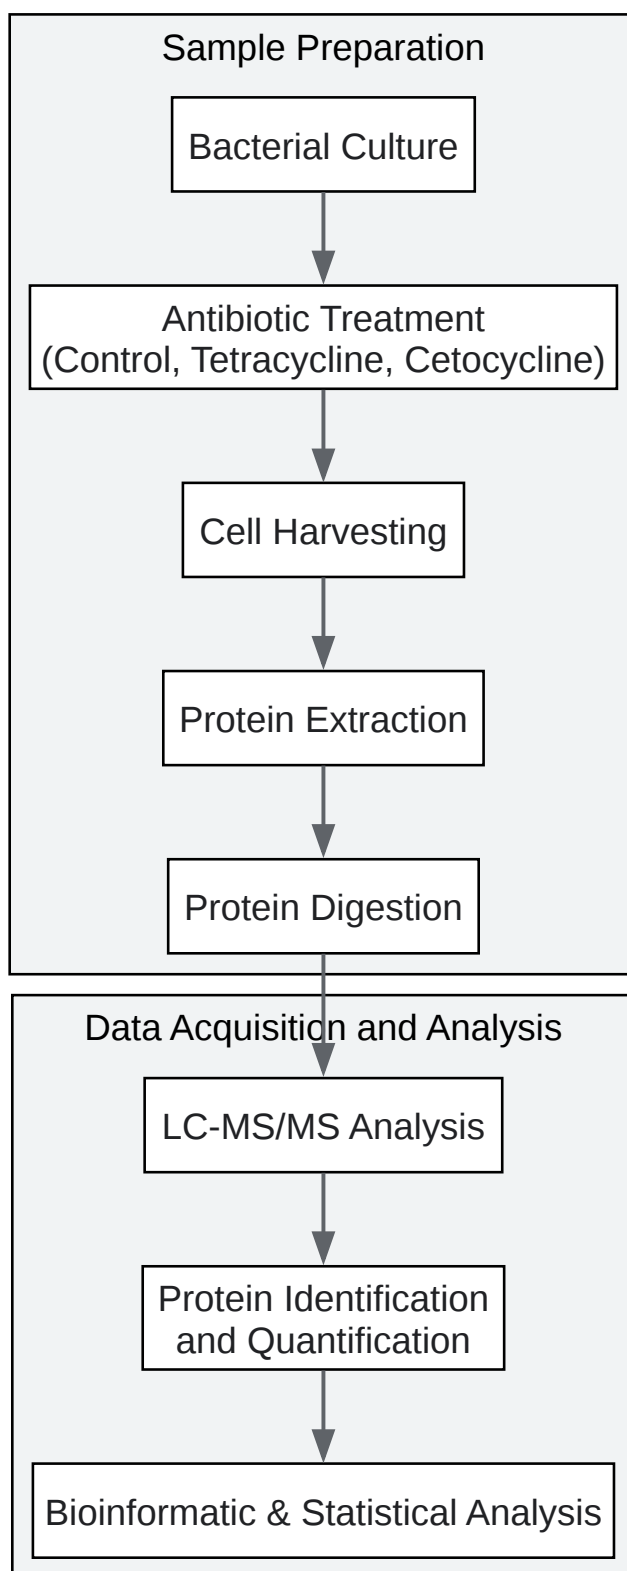 Sample Preparation
Bacterial Culture
Antibiotic Treatment
(Control, Tetracycline, Cetocycline)
Cell Harvesting
Protein Extraction
Protein Digestion
Data Acquisition and Analysis
LC-MS/MS Analysis
Protein Identification
and Quantification
Bioinformatic & Statistical Analysis